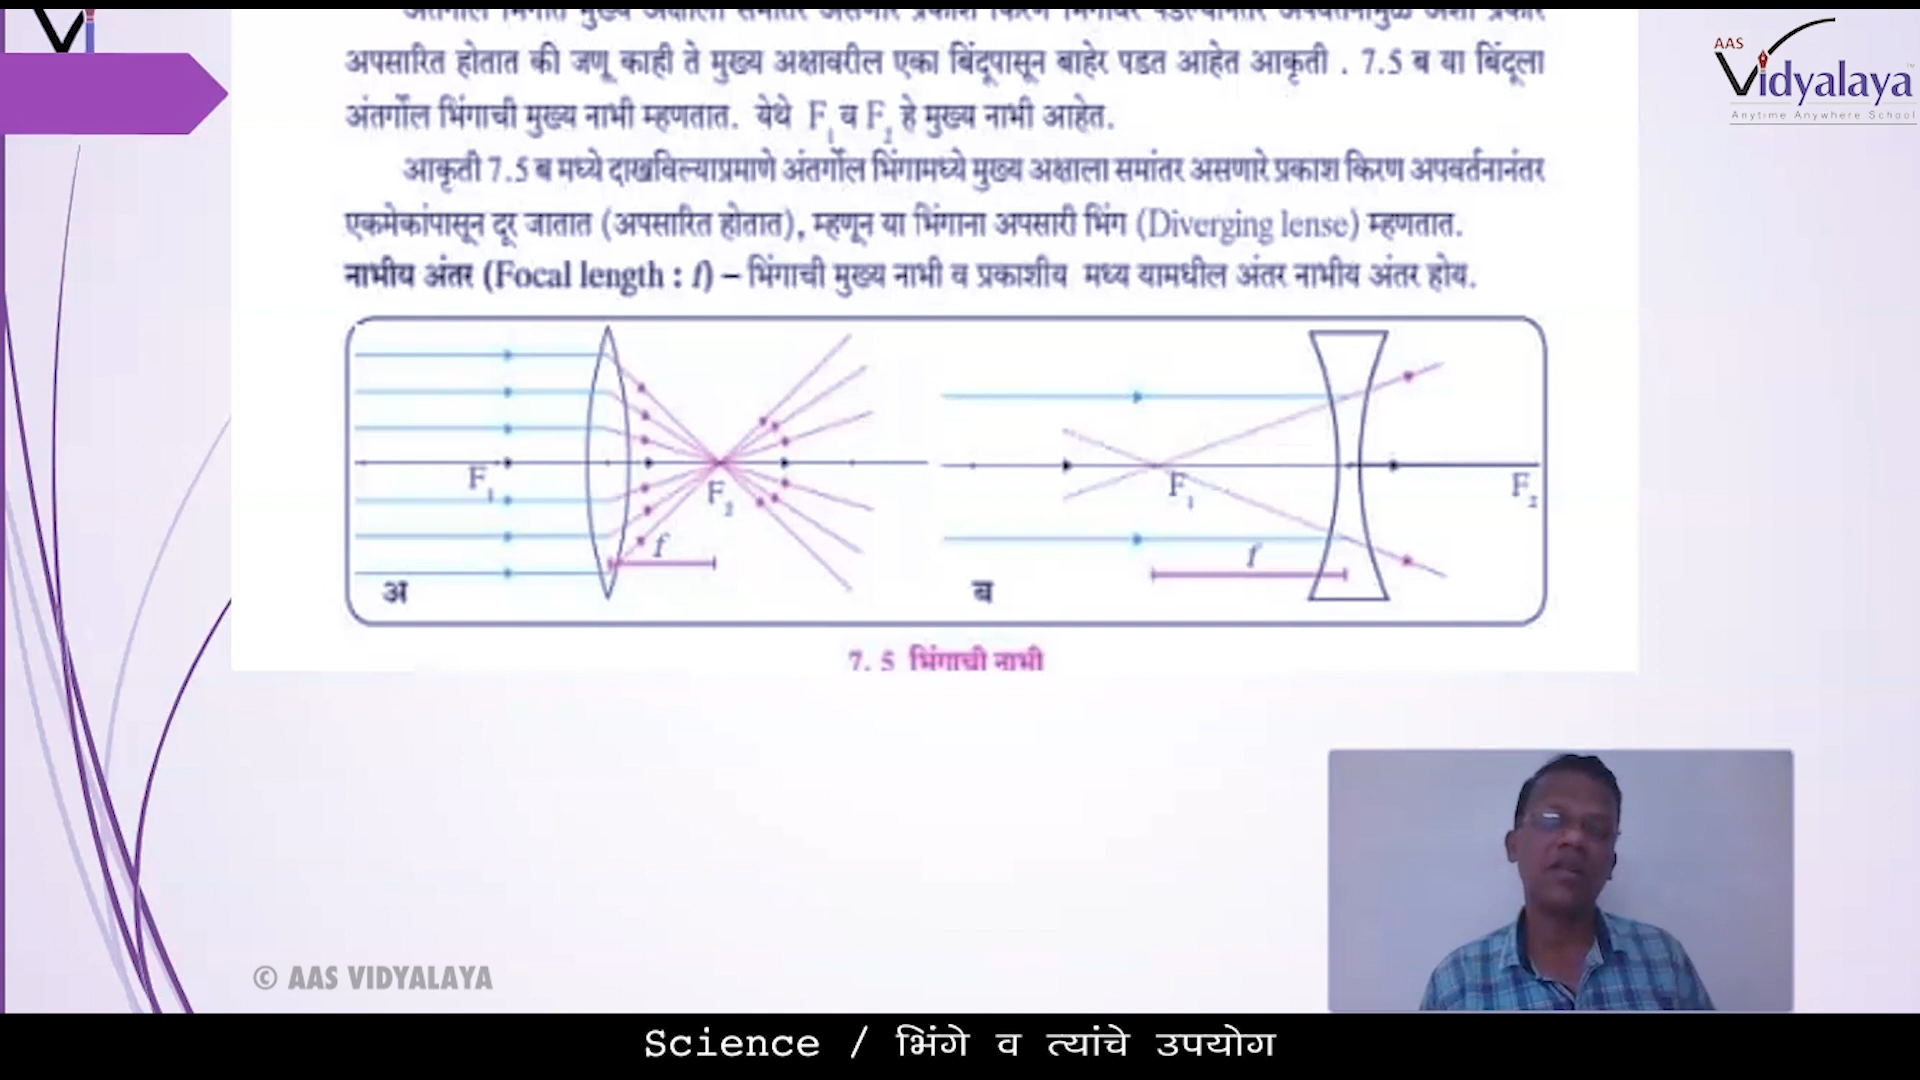 अपसारित होतात की जणू काही ते मुख्य अक्षावरील एका बिंदूपासून बाहेर पडत आहेत आकृती . 7.5 ब या बिंदूला
अंतर्गोल भिंगाची मुख्य नाभी म्हणतात. येथे F1 व F2 हे मुख्य नाभी आहेत.
आकृती 7.5 ब मध्ये दाखविल्याप्रमाणे अंतर्गोल भिंगामध्ये मुख्य अक्षाला समांतर असणारे प्रकाश किरण अपवर्तनानंतर
एकमेकांपासून दूर जातात (अपसारित होतात), म्हणून या भिंगाना अपसारी भिंग (Diverging lense) म्हणतात.
नाभीय अंतर (Focal length : f) – भिंगाची मुख्य नाभी व प्रकाशीय मध्य यामधील अंतर नाभीय अंतर होय.
F1
F2
f
अ
F1
F2
f
ब
7. 5 भिंगाची नाभी
AAS
Vidyalaya
Anytime Anywhere School
© AAS VIDYALAYA
Science / भिंगे व त्यांचे उपयोग